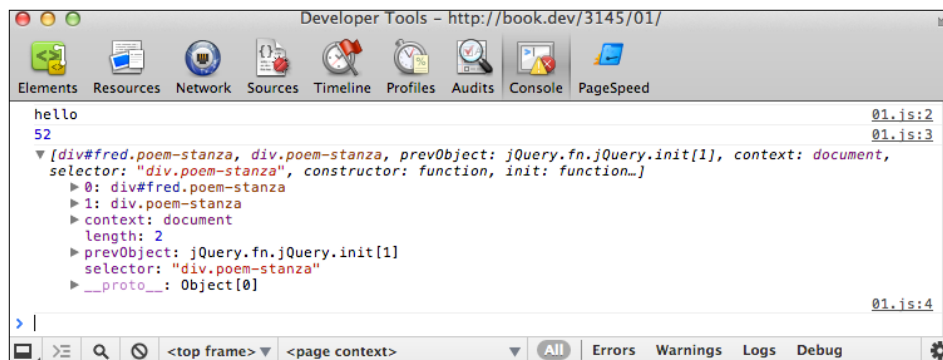 Developer Tools - http://book.dev/3145/01/
Elements Resources Network Sources Timeline Profiles Audits Console PageSpeed
hello 01.js:2
52 01.js:3
▼ [div#fred.poem-stanza, div.poem-stanza, prevObject: jQuery.fn.jQuery.init[1], context: document,
selector: "div.poem-stanza", constructor: function, init: function…]
▶ 0: div#fred.poem-stanza
▶ 1: div.poem-stanza
▶ context: document
length: 2
▶ prevObject: jQuery.fn.jQuery.init[1]
selector: "div.poem-stanza"
▶ __proto__: Object[0]
01.js:4
>
<top frame> ▼ <page context> ▼ All Errors Warnings Logs Debug